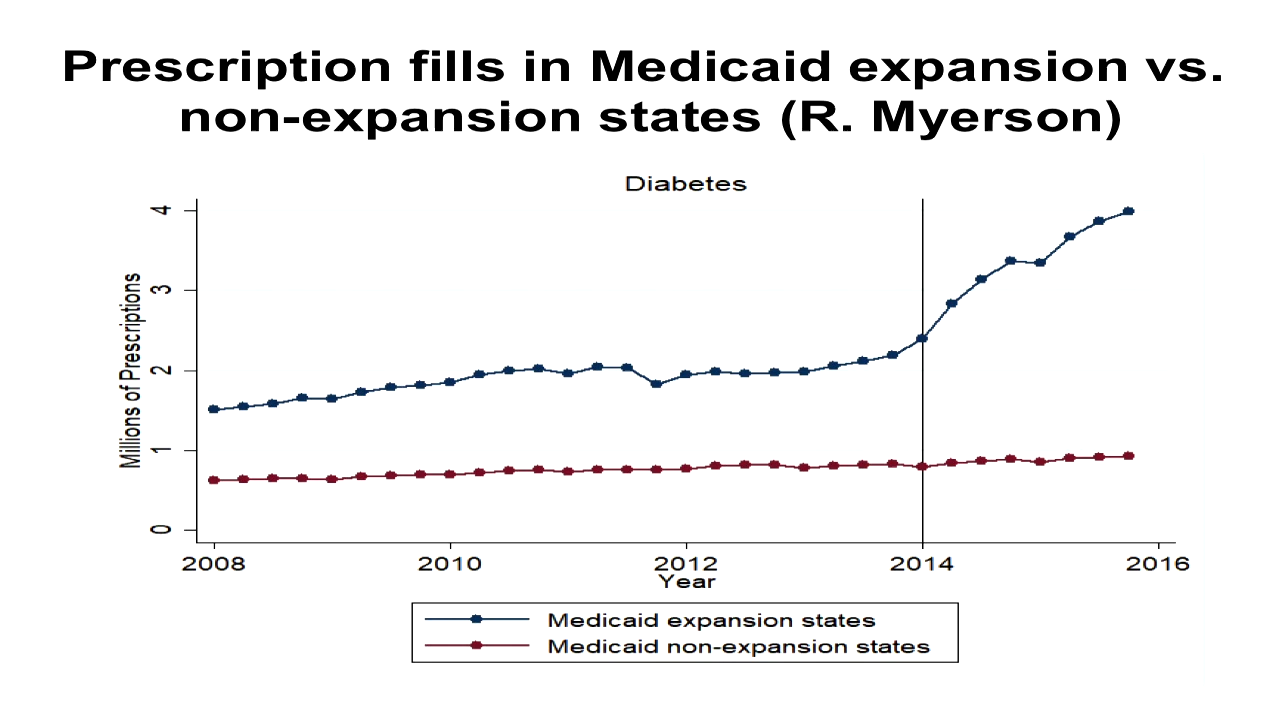 Prescription fills in Medicaid expansion vs.
non-expansion states (R. Myerson)
Diabetes
Millions of Prescriptions
4
3
2
1
0
2008 2010 2012 2014 2016
Year
Medicaid expansion states
Medicaid non-expansion states